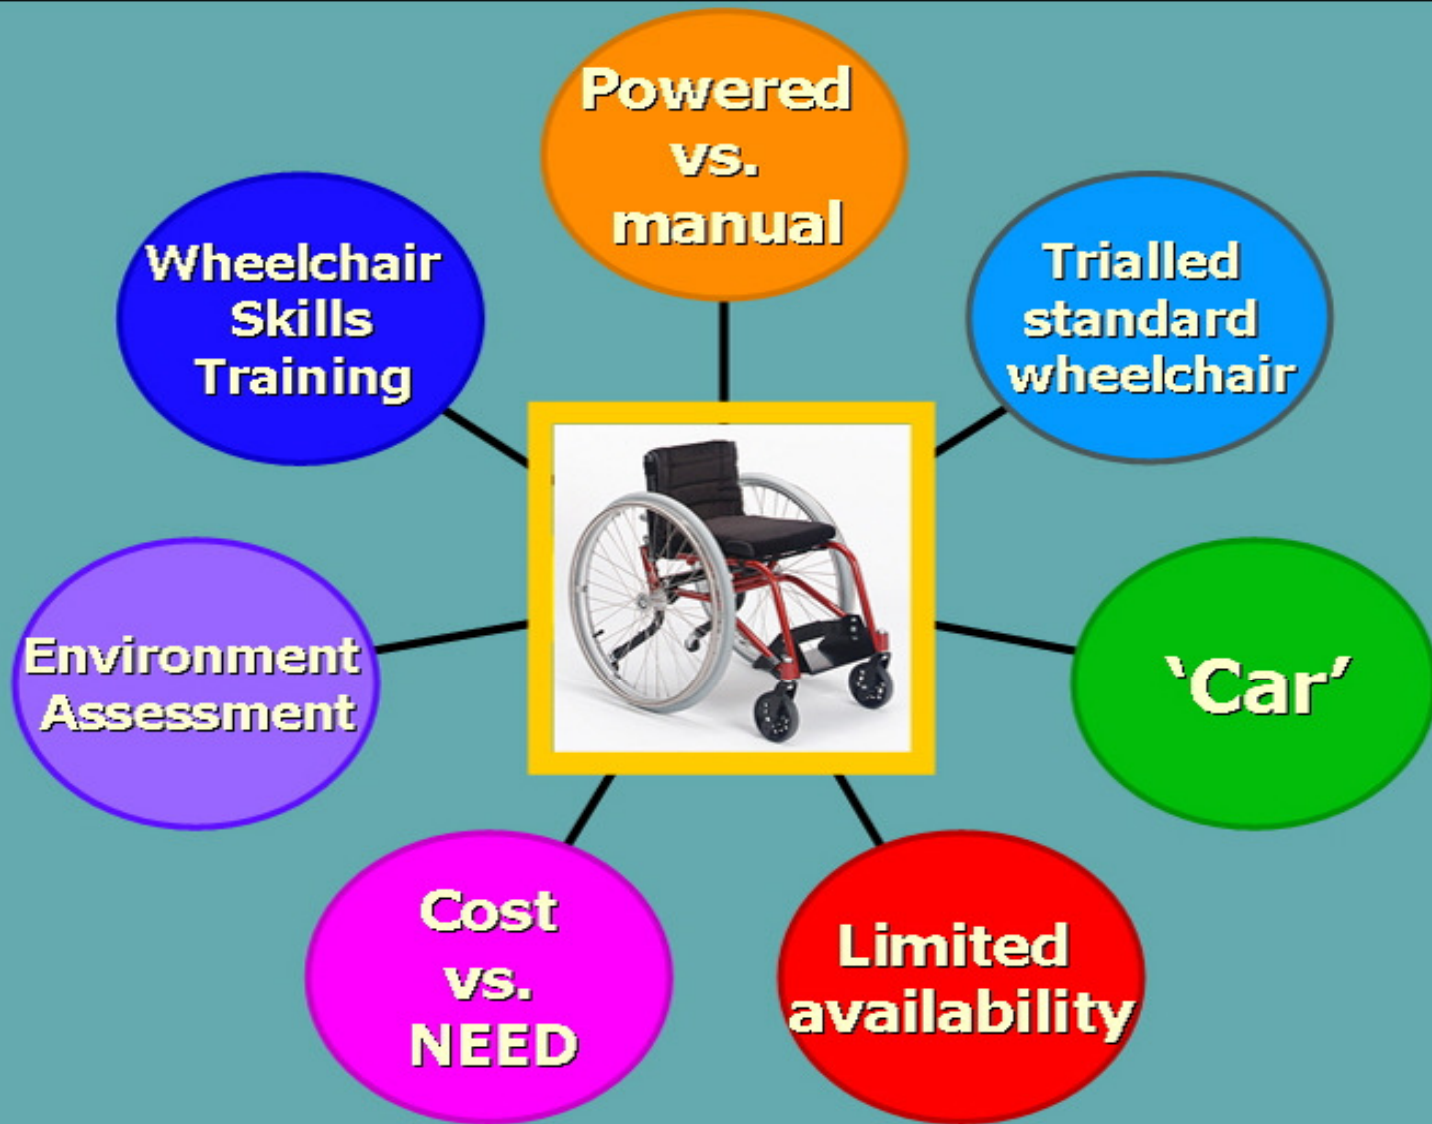 Powered
vs.
manual
Trialled
standard
wheelchair
‘Car’
Limited
availability
Cost
vs.
NEED
Environment
Assessment
Wheelchair
Skills
Training